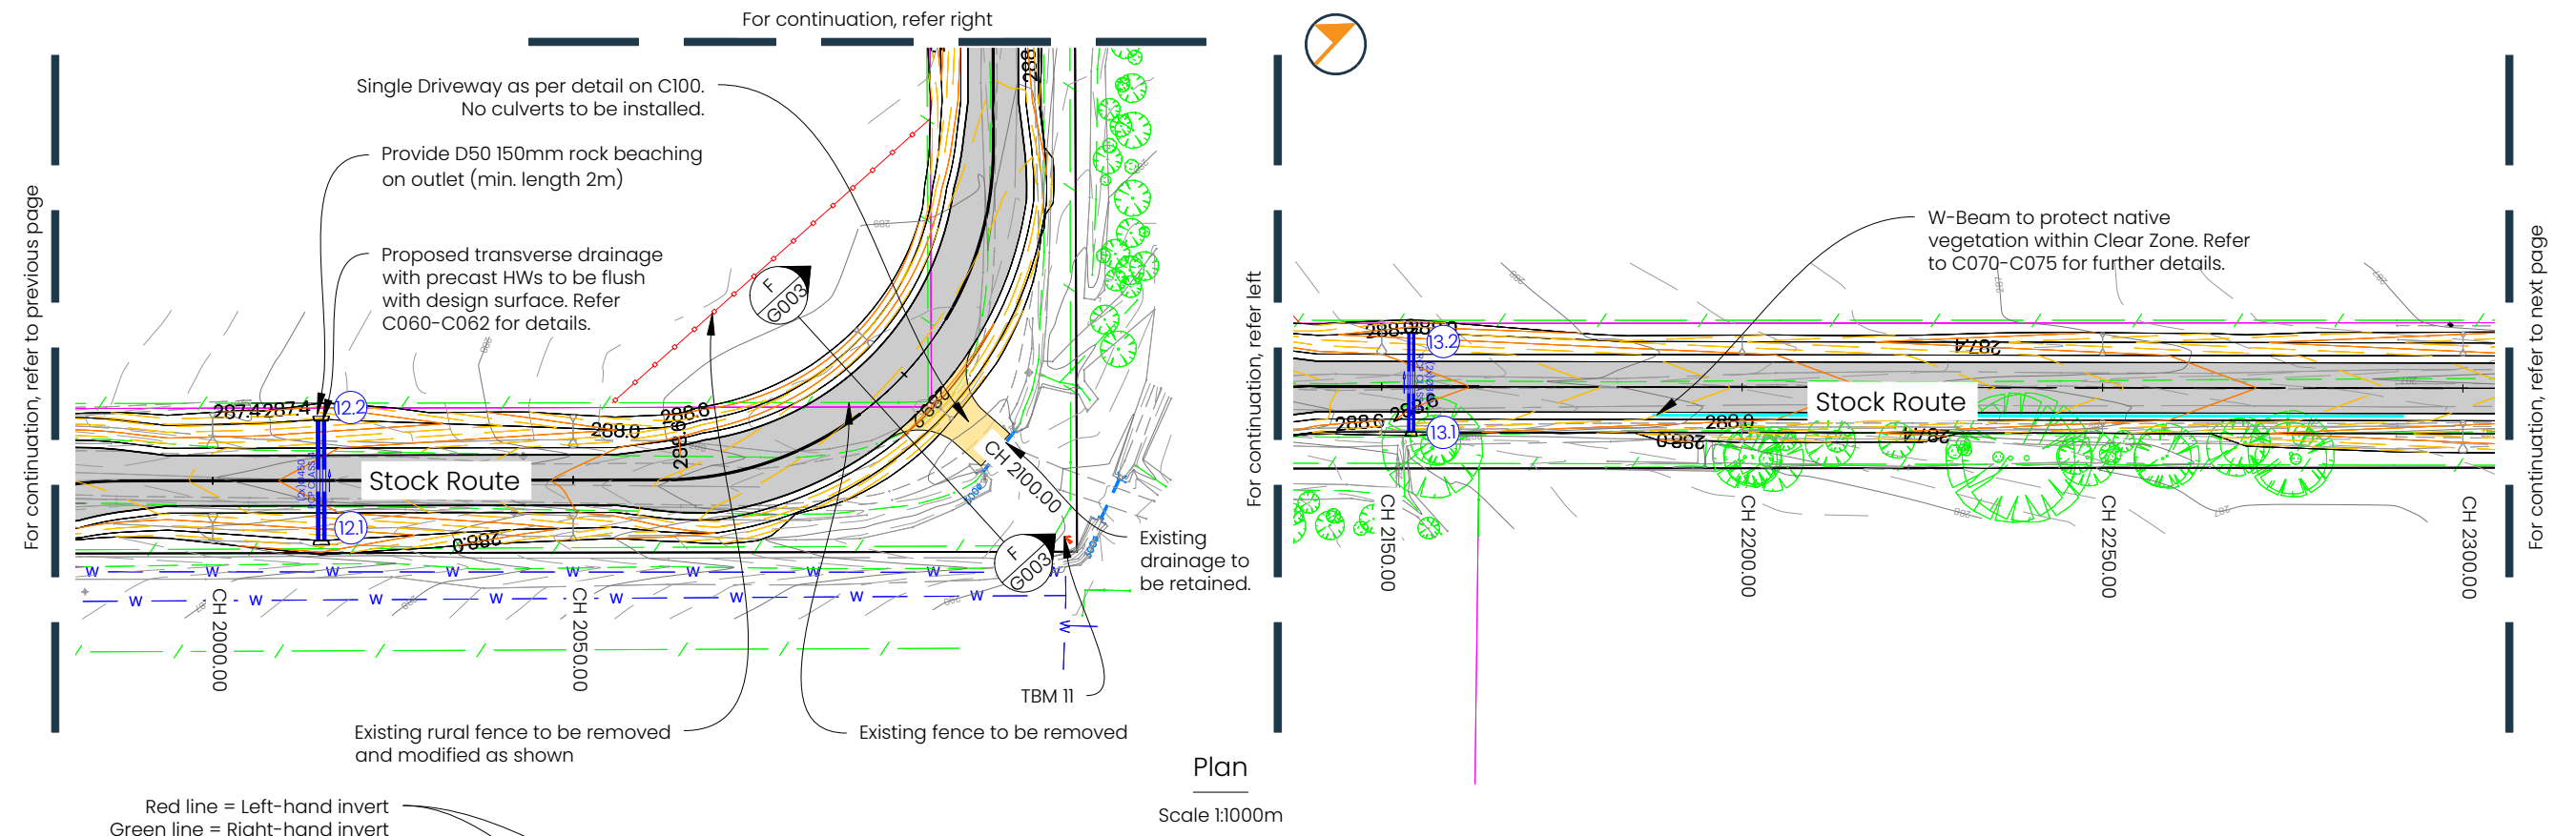 For continuation, refer right
Single Driveway as per detail on C100.
No culverts to be installed.
Provide D50 150mm rock beaching
on outlet (min. length 2m)
Proposed transverse drainage
with precast HWs to be flush
with design surface. Refer
C060-C062 for details.
For continuation, refer to previous page
F
G003
288
289
287.4
287.4
12.2
288.0
288.6
288.6
Stock Route
12.1
288.0
W W W W W W W W W
W W W W W W W W
W
CH 2000.00
CH 2050.00
CH 2100.00
F
G003
Existing
drainage to
be retained.
TBM 11
Existing rural fence to be removed
and modified as shown
Existing fence to be removed
Plan
Scale 1:1000m
Red line = Left-hand invert
Green line = Right-hand invert
For continuation, refer left
W-Beam to protect native
vegetation within Clear Zone. Refer
to C070-C075 for further details.
13.2
287.4
Stock Route
288.6
288.6
288.0
288.0
287.4
13.1
CH 2150.00
CH 2200.00
CH 2250.00
CH 2300.00
For continuation, refer to next page